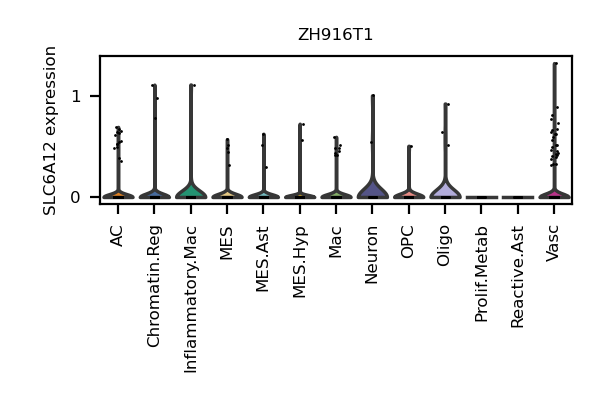 ZH916T1
SLC6A12 expression
1
0
AC
Chromatin.Reg
Inflammatory.Mac
MES
MES.Ast
MES.Hyp
Mac
Neuron
OPC
Oligo
Prolif.Metab
Reactive.Ast
Vasc